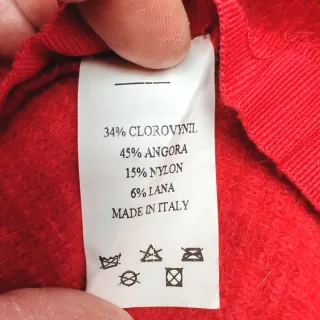 34% CLOROVYNIL
45% ANGORA
15% NYLON
6% LANA
MADE IN ITALY